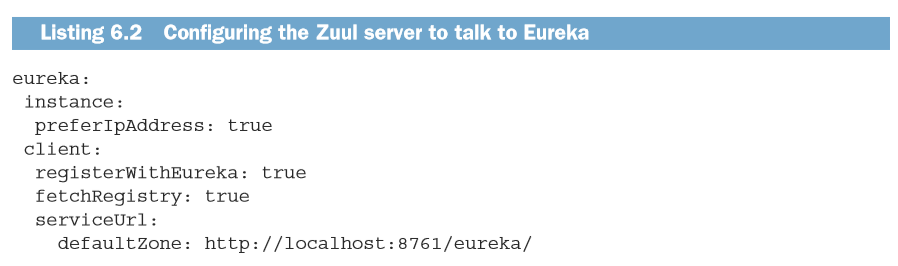 Listing 6.2 Configuring the Zuul server to talk to Eureka
eureka:
 instance:
  preferIpAddress: true
 client:
  registerWithEureka: true
  fetchRegistry: true
  serviceUrl:
    defaultZone: http://localhost:8761/eureka/